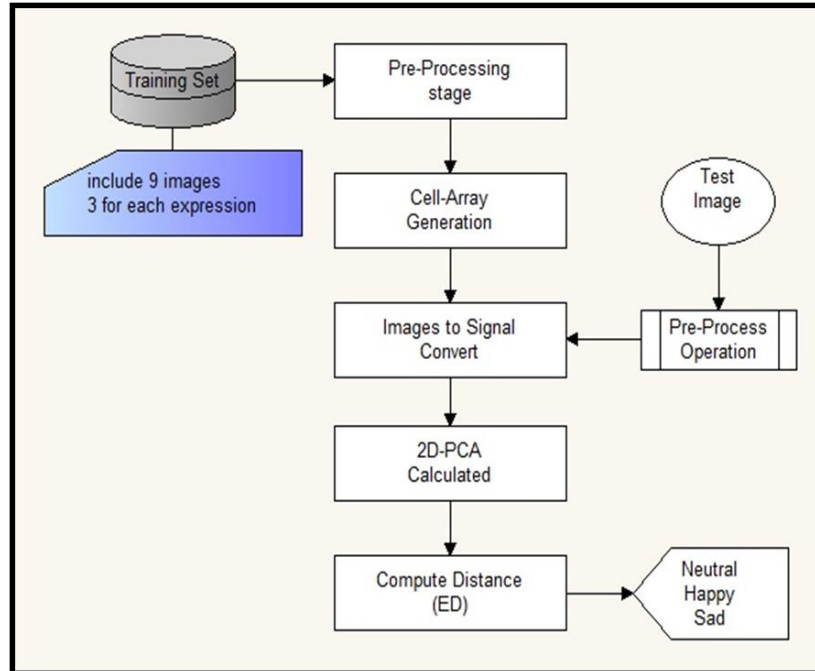 Training Set
Pre-Processing
stage
include 9 images
3 for each expression
Cell-Array
Generation
Test
Image
Images to Signal
Convert
Pre-Process
Operation
2D-PCA
Calculated
Compute Distance
(ED)
Neutral
Happy
Sad